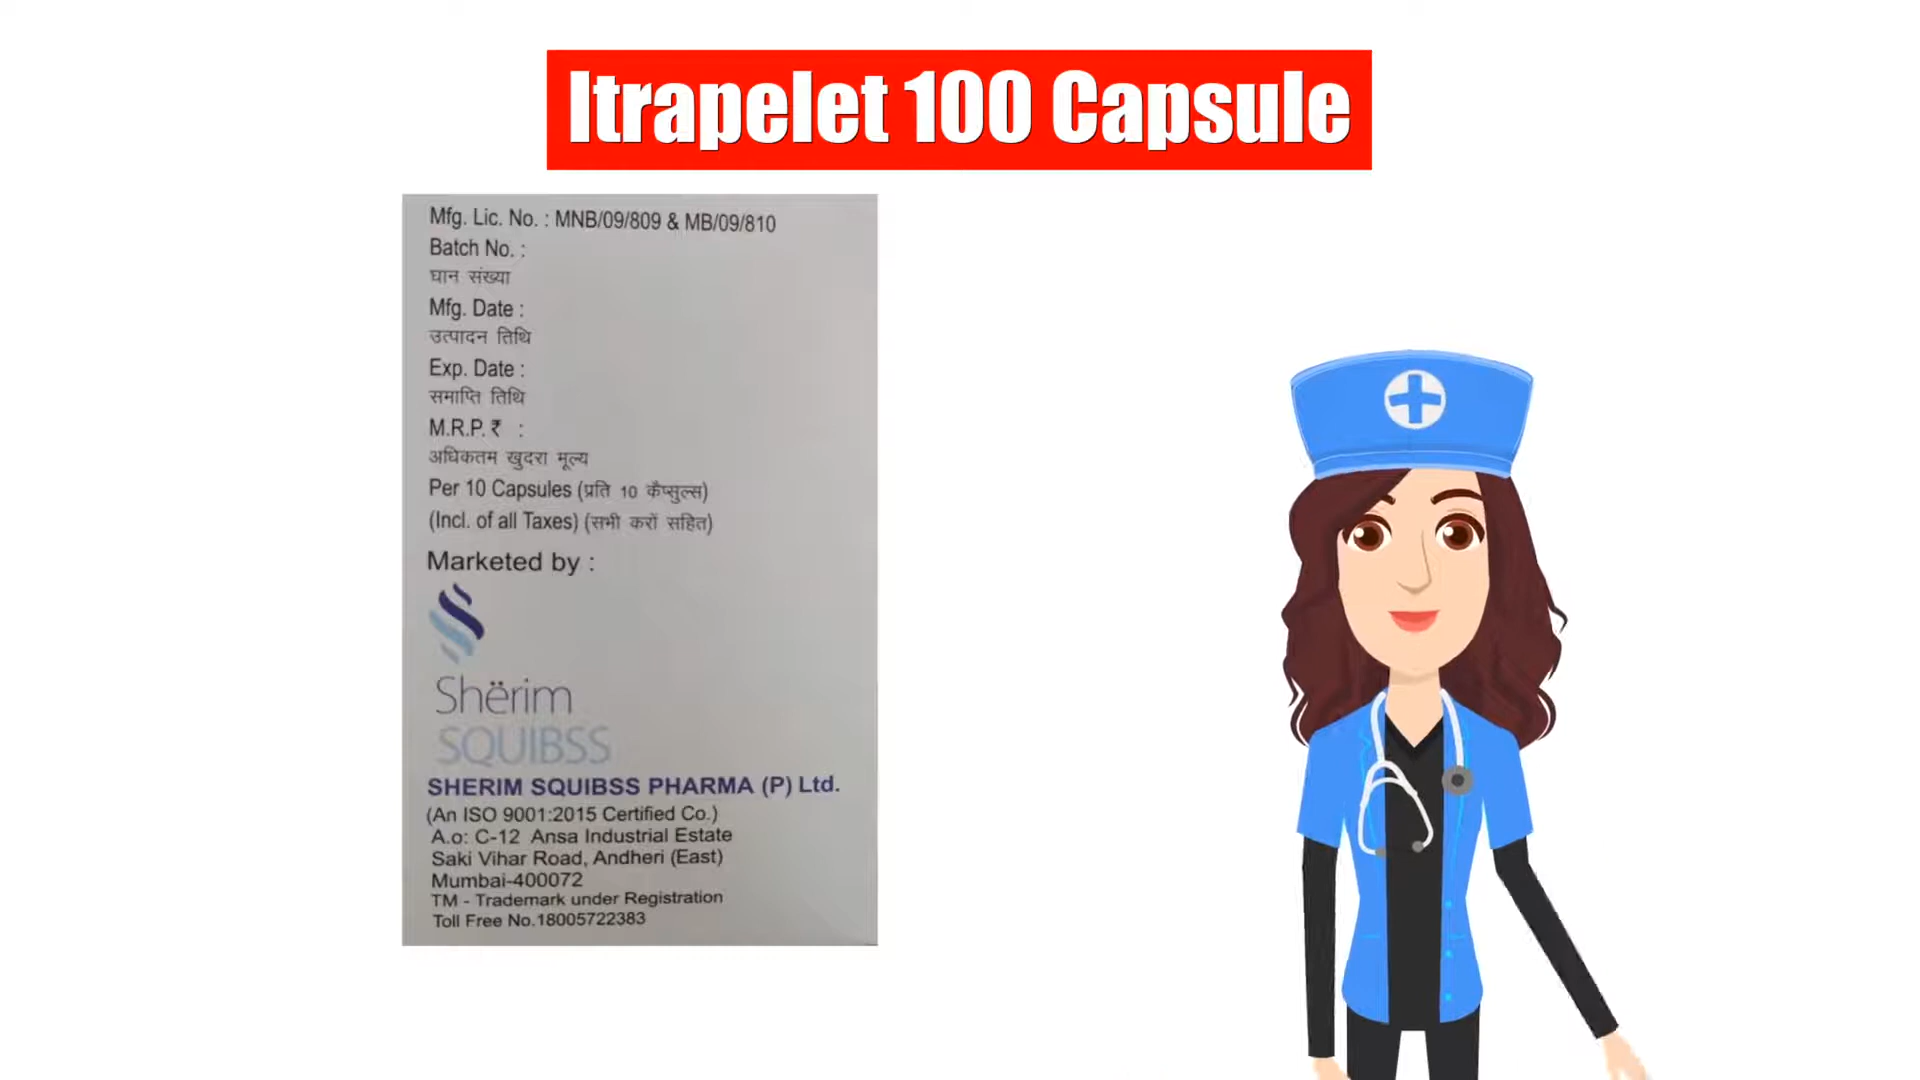 Itrapelet 100 Capsule
Mfg. Lic. No. : MNB/09/809 & MB/09/810
Batch No. :
घान संख्या
Mfg. Date :
उत्पादन तिथि
Exp. Date :
समाप्ति तिथि
M.R.P. ₹ :
अधिकतम खुदरा मूल्य
Per 10 Capsules (प्रति 10 कैप्सुल्स)
(Incl. of all Taxes) (सभी करों सहित)
Marketed by :
Shërim
SQUIBSS
SHERIM SQUIBSS PHARMA (P) Ltd.
(An ISO 9001:2015 Certified Co.)
A.o: C-12 Ansa Industrial Estate
Saki Vihar Road, Andheri (East)
Mumbai-400072
TM - Trademark under Registration
Toll Free No.18005722383